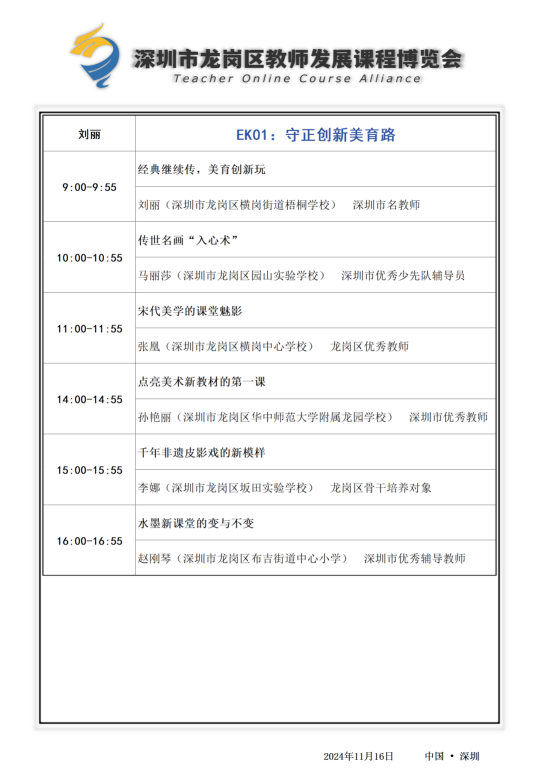 深圳市龙岗区教师发展课程博览会
Teacher Online Course Alliance
刘丽
EK01：守正创新美育路
9:00-9:55
经典继续传，美育创新玩
刘丽（深圳市龙岗区横岗街道梧桐学校） 深圳市名教师
10:00-10:55
传世名画“入心术”
马丽莎（深圳市龙岗区园山实验学校） 深圳市优秀少先队辅导员
11:00-11:55
宋代美学的课堂魅影
张凰（深圳市龙岗区横岗中心学校） 龙岗区优秀教师
14:00-14:55
点亮美术新教材的第一课
孙艳丽（深圳市龙岗区华中师范大学附属龙园学校） 深圳市优秀教师
15:00-15:55
千年非遗皮影戏的新模样
李娜（深圳市龙岗区坂田实验学校） 龙岗区骨干培养对象
16:00-16:55
水墨新课堂的变与不变
赵刚琴（深圳市龙岗区布吉街道中心小学） 深圳市优秀辅导教师
2024年11月16日 中国 • 深圳